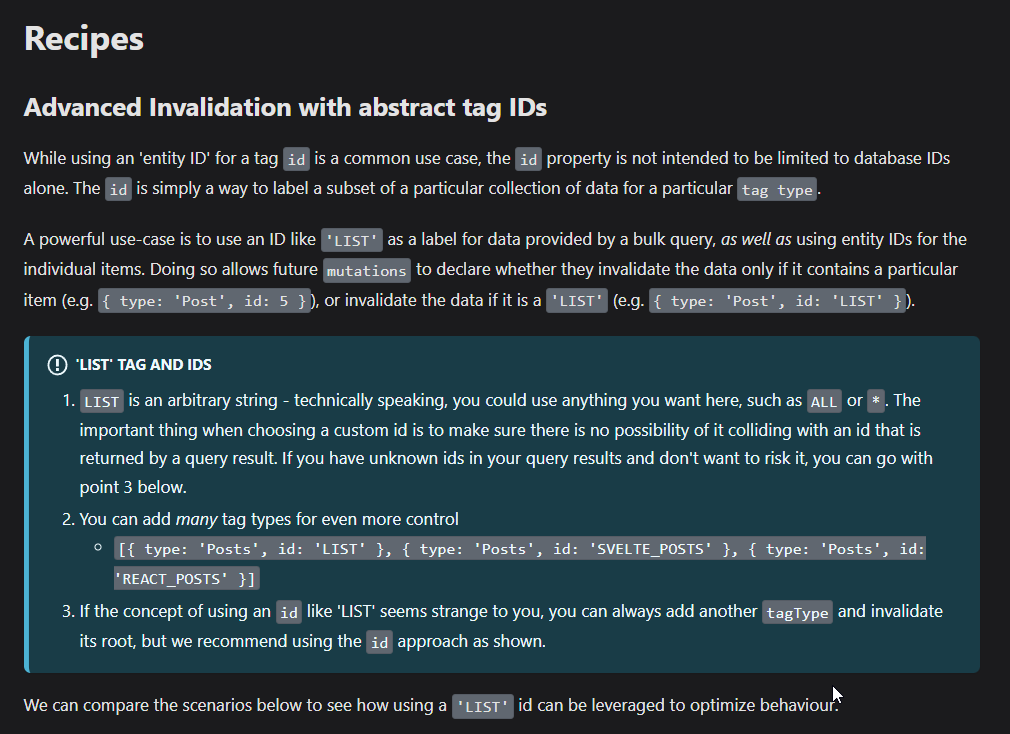 Recipes
Advanced Invalidation with abstract tag IDs
While using an 'entity ID' for a tag id is a common use case, the id property is not intended to be limited to database IDs
alone. The id is simply a way to label a subset of a particular collection of data for a particular tag type.
A powerful use-case is to use an ID like 'LIST' as a label for data provided by a bulk query, as well as using entity IDs for the
individual items. Doing so allows future mutations to declare whether they invalidate the data only if it contains a particular
item (e.g. { type: 'Post', id: 5 }), or invalidate the data if it is a 'LIST' (e.g. { type: 'Post', id: 'LIST' }).
'LIST' TAG AND IDS
1. LIST is an arbitrary string - technically speaking, you could use anything you want here, such as ALL or *. The
important thing when choosing a custom id is to make sure there is no possibility of it colliding with an id that is
returned by a query result. If you have unknown ids in your query results and don't want to risk it, you can go with
point 3 below.
2. You can add many tag types for even more control
○ [{ type: 'Posts', id: 'LIST' }, { type: 'Posts', id: 'SVELTE_POSTS' }, { type: 'Posts', id:
'REACT_POSTS' }]
3. If the concept of using an id like 'LIST' seems strange to you, you can always add another tagType and invalidate
its root, but we recommend using the id approach as shown.
We can compare the scenarios below to see how using a 'LIST' id can be leveraged to optimize behaviour.